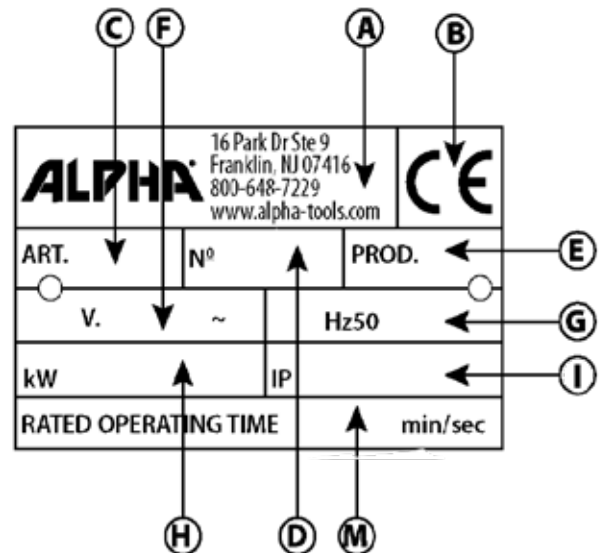 C F A B
ALPHA
16 Park Dr Ste 9
Franklin, NJ 07416
800-648-7229
www.alpha-tools.com
CE
ART. Nº PROD. E
V. ~ Hz50 G
kW IP I
RATED OPERATING TIME min/sec
H D M